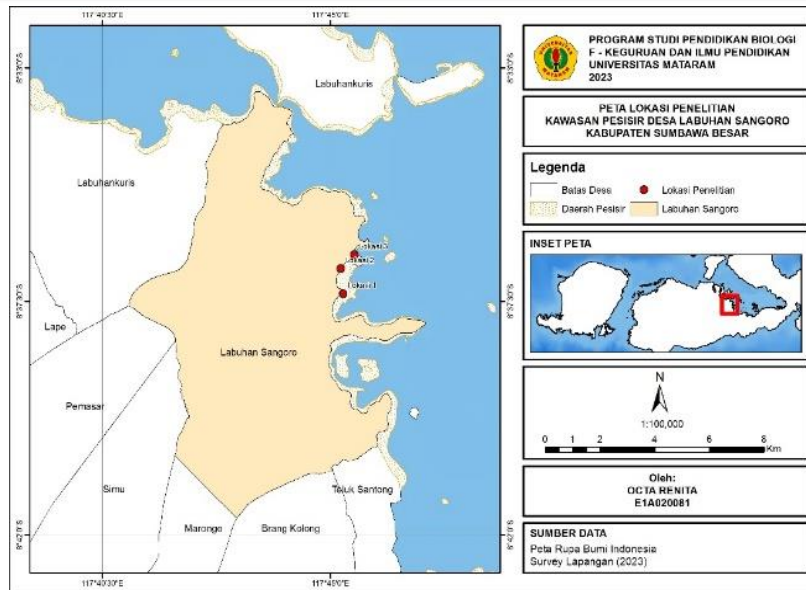 117°40'30"E
117°45'0"E
8°33'0"S
8°37'30"S
8°42'0"S
Labuhankuris
Labuhankuris
Lokasi 3
Lokasi 2
Lokasi 1
Lape
Labuhan Sangoro
Pemasar
Simu
Maronge
Brang Kolong
Teluk Santong
8°33'0"S
8°37'30"S
8°42'0"S
117°40'30"E
117°45'0"E
PROGRAM STUDI PENDIDIKAN BIOLOGI
F - KEGURUAN DAN ILMU PENDIDIKAN
UNIVERSITAS MATARAM
2023
PETA LOKASI PENELITIAN
KAWASAN PESISIR DESA LABUHAN SANGORO
KABUPATEN SUMBAWA BESAR
Legenda
Batas Desa
Lokasi Penelitian
Daerah Pesisir
Labuhan Sangoro
INSET PETA
N
1:100,000
0 1 2 4 6 8
Km
Oleh:
OCTA RENITA
E1A020081
SUMBER DATA
Peta Rupa Bumi Indonesia
Survey Lapangan (2023)